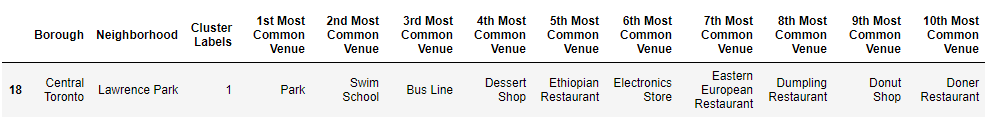 Borough Neighborhood Cluster Labels 1st Most Common Venue 2nd Most Common Venue 3rd Most Common Venue 4th Most Common Venue 5th Most Common Venue 6th Most Common Venue 7th Most Common Venue 8th Most Common Venue 9th Most Common Venue 10th Most Common Venue
18 Central Toronto Lawrence Park 1 Park Swim School Bus Line Dessert Shop Ethiopian Restaurant Electronics Store Eastern European Restaurant Dumpling Restaurant Donut Shop Doner Restaurant